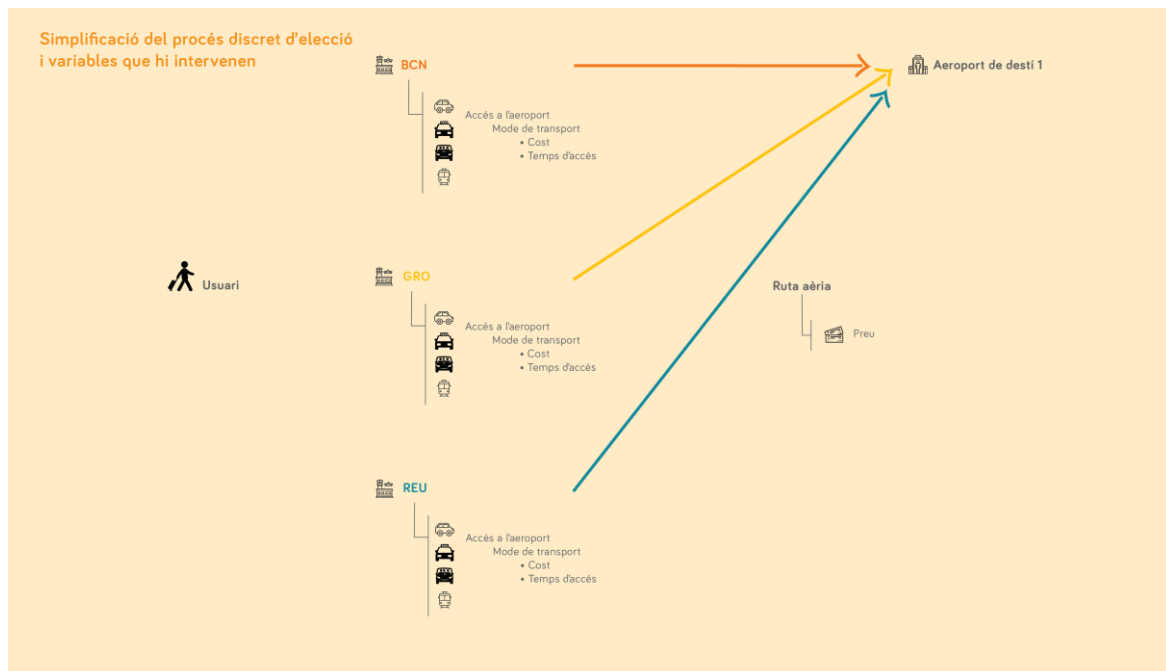 Simplificació del procés discret d'elecció
i variables que hi intervenen
BCN
Accés a l'aeroport
Mode de transport
• Cost
• Temps d'accés
Aeroport de destí 1
Usuari
GRO
Accés a l'aeroport
Mode de transport
• Cost
• Temps d'accés
Ruta aèria
Preu
REU
Accés a l'aeroport
Mode de transport
• Cost
• Temps d'accés